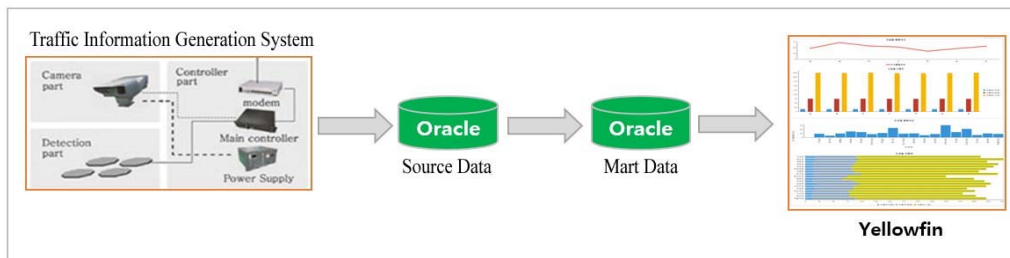 Traffic Information Generation System
Camera
part
Controller
part
modem
Main controller
Detection
part
Power Supply
Oracle
Source Data
Oracle
Mart Data
Yellowfin